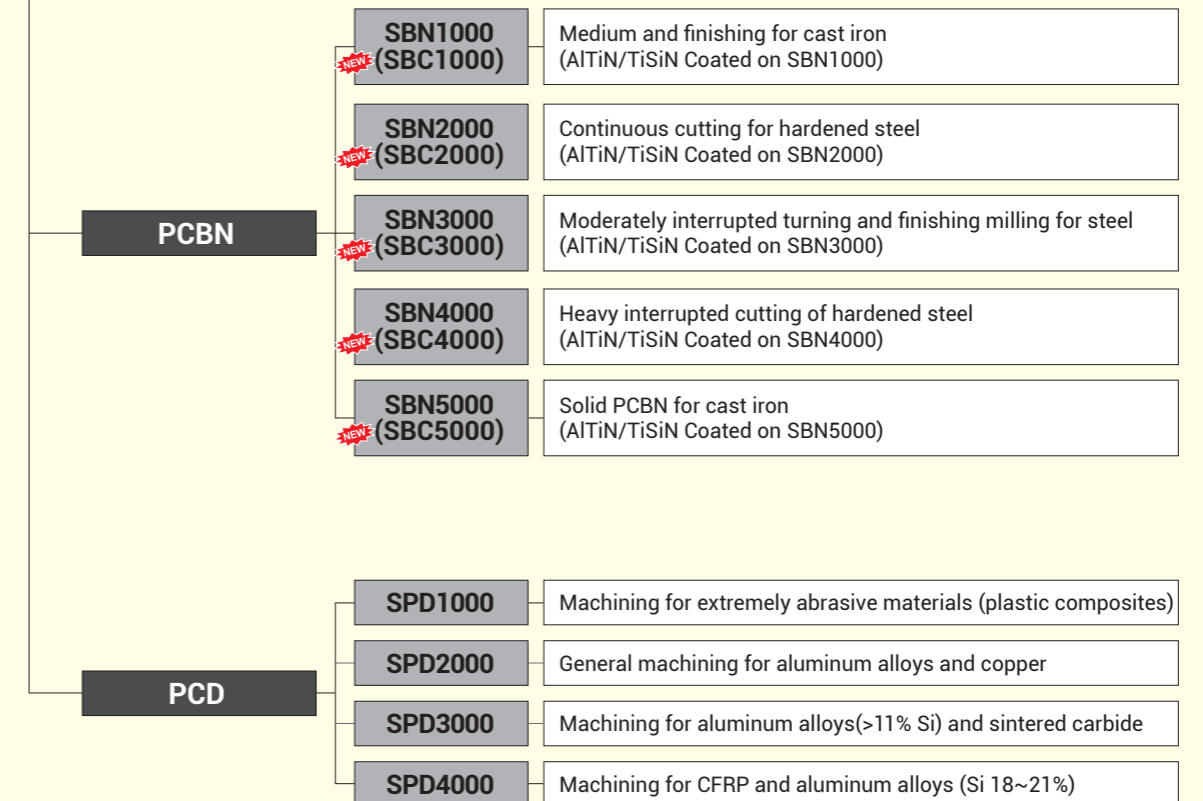 SBN1000
NEW (SBC1000)
Medium and finishing for cast iron
(AlTiN/TiSiN Coated on SBN1000)
SBN2000
NEW (SBC2000)
Continuous cutting for hardened steel
(AlTiN/TiSiN Coated on SBN2000)
PCBN
SBN3000
NEW (SBC3000)
Moderately interrupted turning and finishing milling for steel
(AlTiN/TiSiN Coated on SBN3000)
SBN4000
NEW (SBC4000)
Heavy interrupted cutting of hardened steel
(AlTiN/TiSiN Coated on SBN4000)
SBN5000
NEW (SBC5000)
Solid PCBN for cast iron
(AlTiN/TiSiN Coated on SBN5000)
PCD
SPD1000
Machining for extremely abrasive materials (plastic composites)
SPD2000
General machining for aluminum alloys and copper
SPD3000
Machining for aluminum alloys(>11% Si) and sintered carbide
SPD4000
Machining for CFRP and aluminum alloys (Si 18~21%)